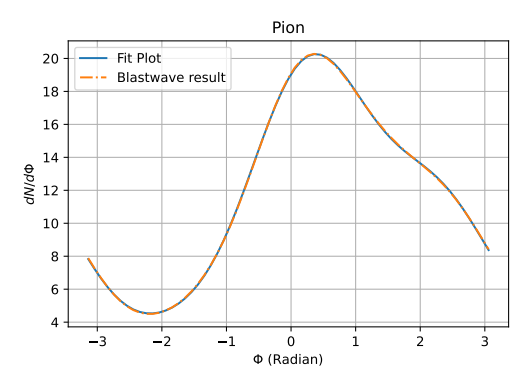 Pion
Fit Plot
Blastwave result
dN/dΦ
20
18
16
14
12
10
8
6
4
−3 −2 −1 0 1 2 3
Φ (Radian)